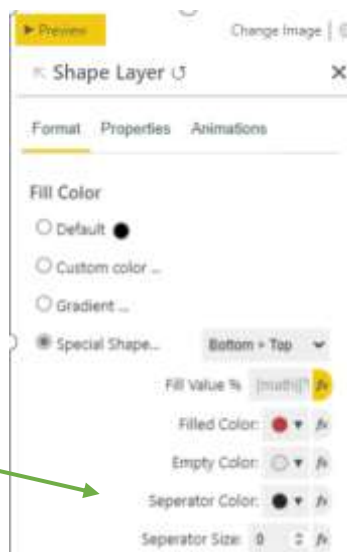 Preview Change Image
Shape Layer
Format Properties Animations
Fill Color
Default
Custom color ...
Gradient ...
Special Shape... Bottom > Top
Fill Value % fx
Filled Color: fx
Empty Color: fx
Seperator Color: fx
Seperator Size: 0 fx